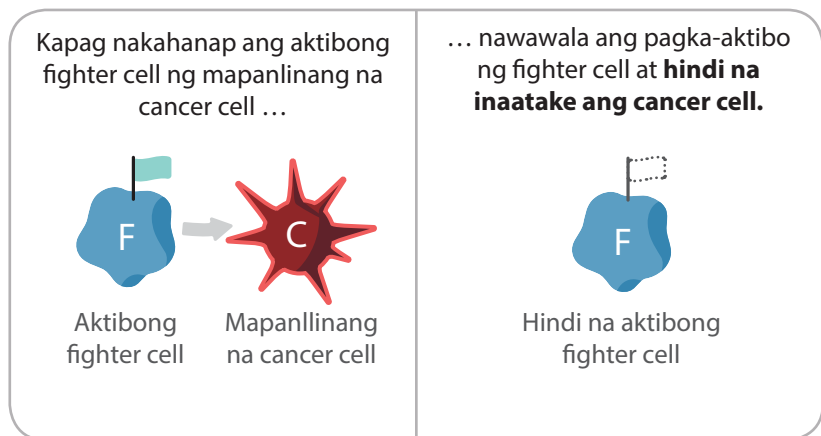 Kapag nakahanap ang aktibong
fighter cell ng mapanlinang na
cancer cell …
F
C
Aktibong
fighter cell
Mapanllinang
na cancer cell
… nawawala ang pagka-aktibo
ng fighter cell at hindi na
inaatake ang cancer cell.
F
Hindi na aktibong
fighter cell